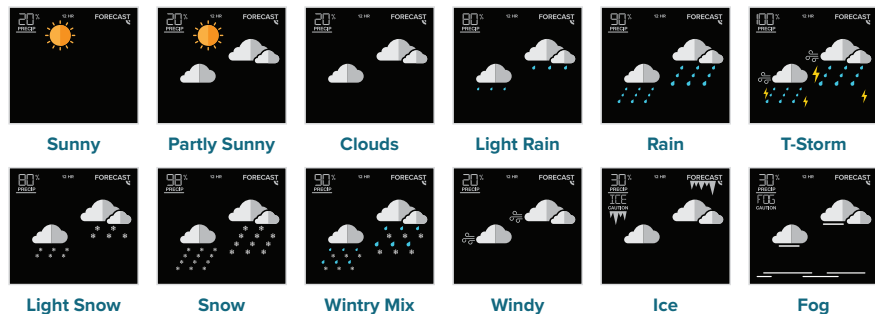 20% 12 HR FORECAST
PRECIP
20% 12 HR FORECAST
PRECIP
20% 12 HR FORECAST
PRECIP
80% 12 HR FORECAST
PRECIP
90% 12 HR FORECAST
PRECIP
100% 12 HR FORECAST
PRECIP
Sunny
Partly Sunny
Clouds
Light Rain
Rain
T-Storm
80% 12 HR FORECAST
PRECIP
98% 12 HR FORECAST
PRECIP
90% 12 HR FORECAST
PRECIP
20% 12 HR FORECAST
PRECIP
30% 12 HR FORECAST
PRECIP
ICE
CAUTION
30% 12 HR FORECAST
PRECIP
FOG
CAUTION
Light Snow
Snow
Wintry Mix
Windy
Ice
Fog